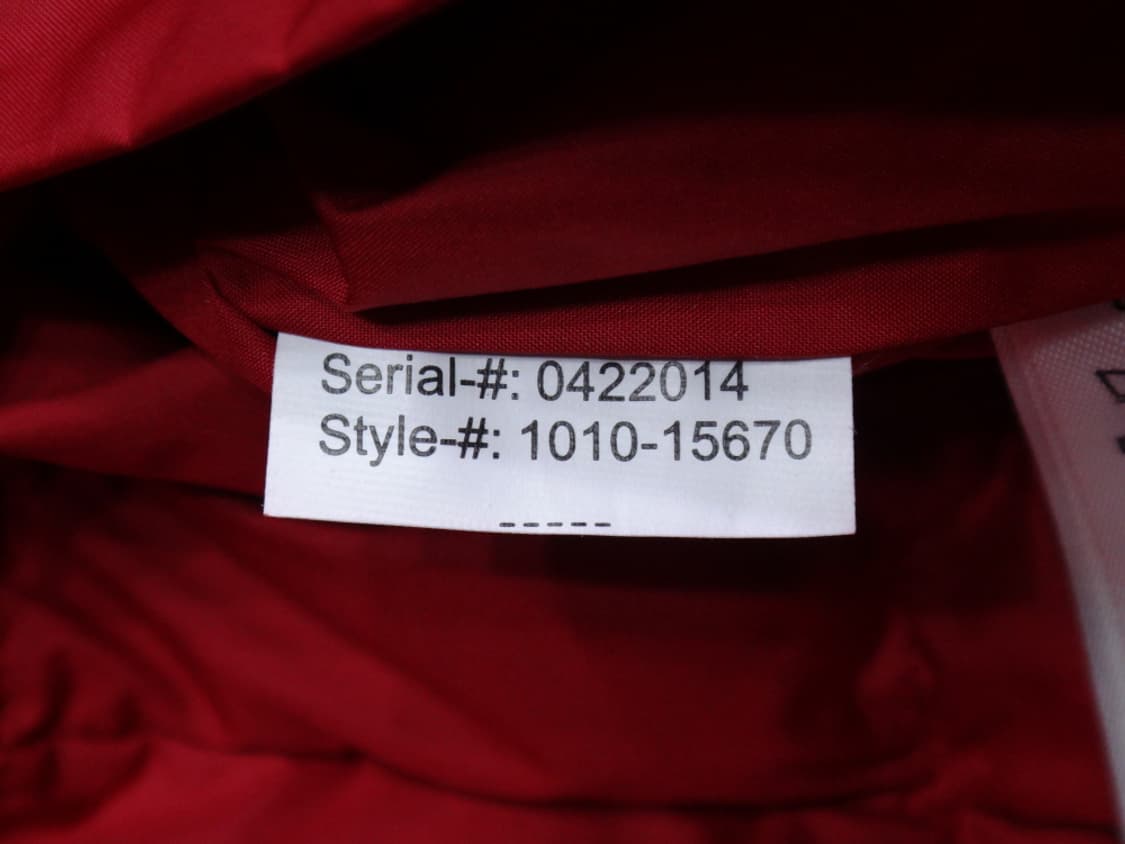 Serial-#: 0422014
Style-#: 1010-15670
-----